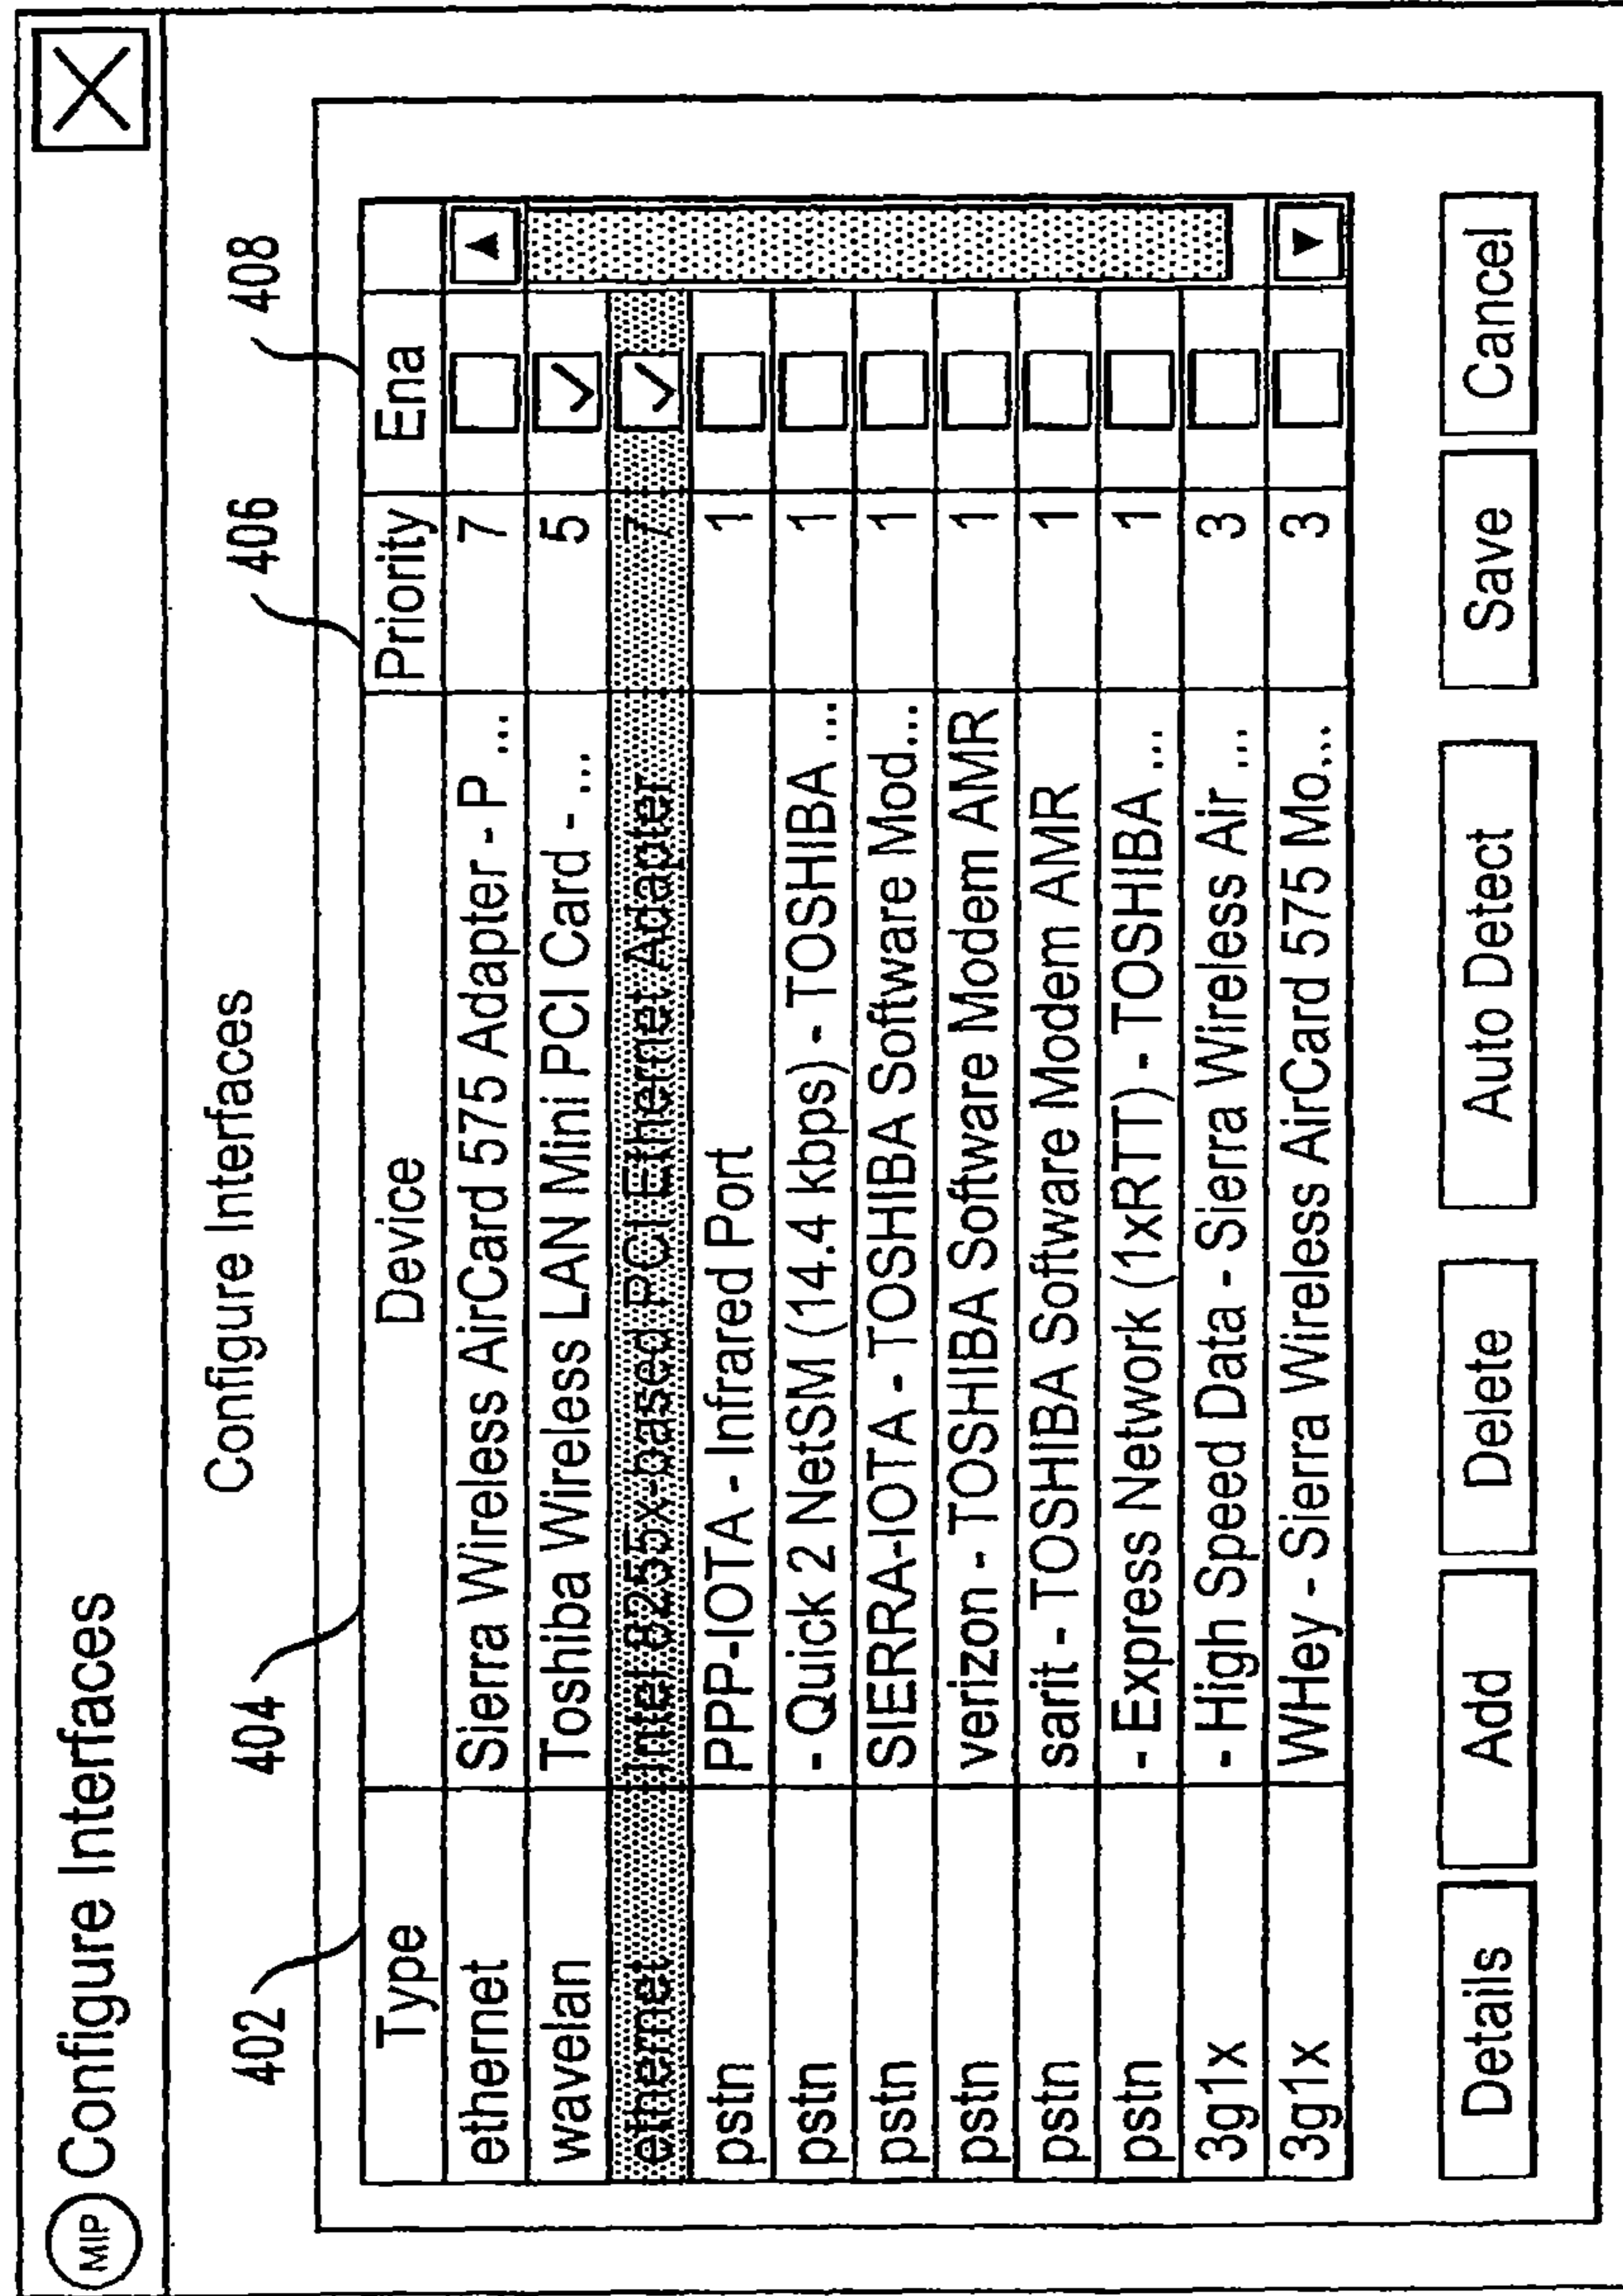 MIP Configure Interfaces
Configure Interfaces
402 404 406 408
Type Device Priority Ena
ethernet Sierra Wireless AirCard 575 Adapter - P ... 7
wavelan Toshiba Wireless LAN Mini PCI Card - ... 5
ethernet Intel 8255x-based PCI Ethernet Adapter 7
pstn PPP-IOTA - Infrared Port 1
pstn - Quick 2 NetSM (14.4 kbps) - TOSHIBA ... 1
pstn SIERRA-IOTA - TOSHIBA Software Mod... 1
pstn verizon - TOSHIBA Software Modem AMR 1
pstn sarit - TOSHIBA Software Modem AMR 1
pstn - Express Network (1xRTT) - TOSHIBA ... 1
3g1x - High Speed Data - Sierra Wireless Air ... 3
3g1x WHey - Sierra Wireless AirCard 575 Mo... 3
Details Add Delete Auto Detect Save Cancel